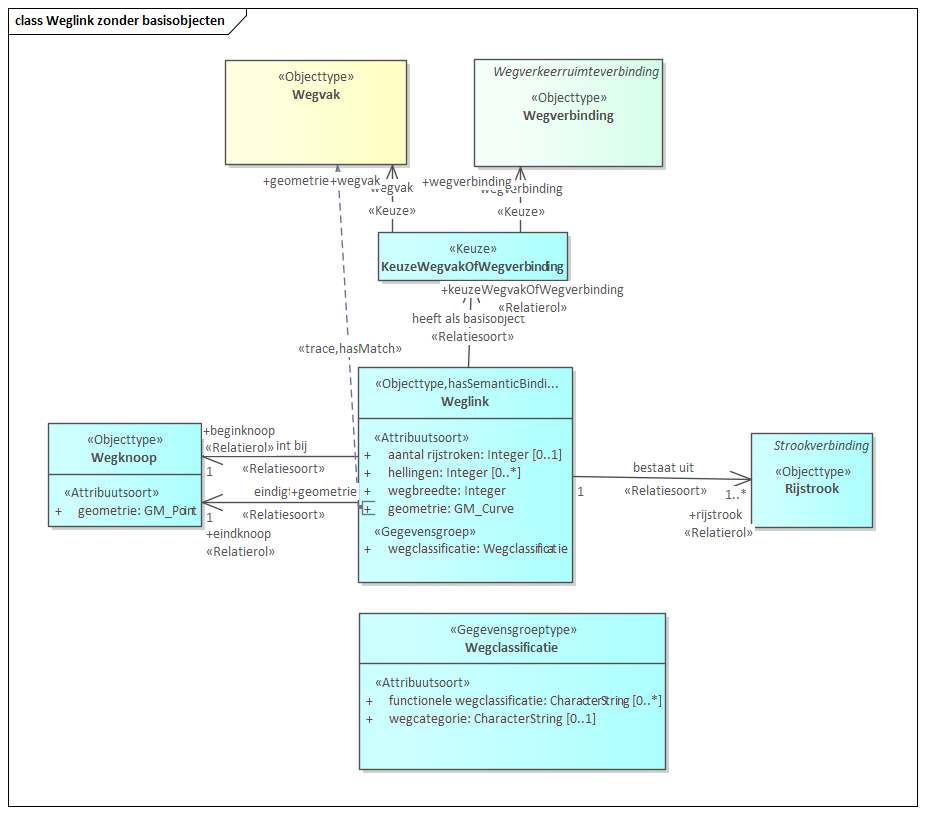 class Weglink zonder basisobjecten
«Objecttype»
Wegvak
Wegverkeerruimteverbinding
«Objecttype»
Wegverbinding
+geometrie
+wegvak
wegvak
«Keuze»
+wegverbinding
wegverbinding
«Keuze»
«Keuze»
KeuzeWegvakOfWegverbinding
+keuzeWegvakOfWegverbinding
«Relatierol»
heeft als basisobject
«Relatiesoort»
«trace,hasMatch»
«Objecttype,hasSemanticBindi...
Weglink
«Attribuutsoort»
+ aantal rijstroken: Integer [0..1]
+ hellingen: Integer [0..*]
+ wegbreedte: Integer
+ geometrie: GM_Curve
«Gegevensgroep»
+ wegclassificatie: Wegclassificatie
«Objecttype»
Wegknoop
«Attribuutsoort»
+ geometrie: GM_Point
+beginknoop
«Relatierol»
int bij
1
«Relatiesoort»
+geometrie
1
«Relatiesoort»
+eindknoop
«Relatierol»
bestaat uit
1
«Relatiesoort»
1..*
+rijstrook
«Relatierol»
Strookverbinding
«Objecttype»
Rijstrook
«Gegevensgroeptype»
Wegclassificatie
«Attribuutsoort»
+ functionele wegclassificatie: CharacterString [0..*]
+ wegcategorie: CharacterString [0..1]